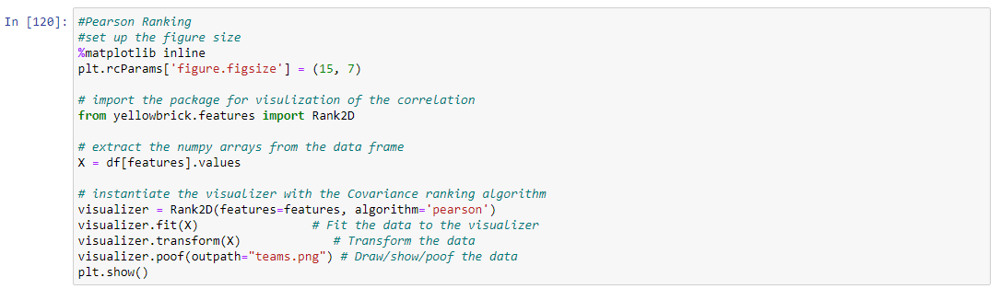 In [120]: #Pearson Ranking
#set up the figure size
%matplotlib inline
plt.rcParams['figure.figsize'] = (15, 7)
# import the package for visulization of the correlation
from yellowbrick.features import Rank2D
# extract the numpy arrays from the data frame
X = df[features].values
# instantiate the visualizer with the Covariance ranking algorithm
visualizer = Rank2D(features=features, algorithm='pearson')
visualizer.fit(X)                # Fit the data to the visualizer
visualizer.transform(X)             # Transform the data
visualizer.poof(outpath="teams.png") # Draw/show/poof the data
plt.show()